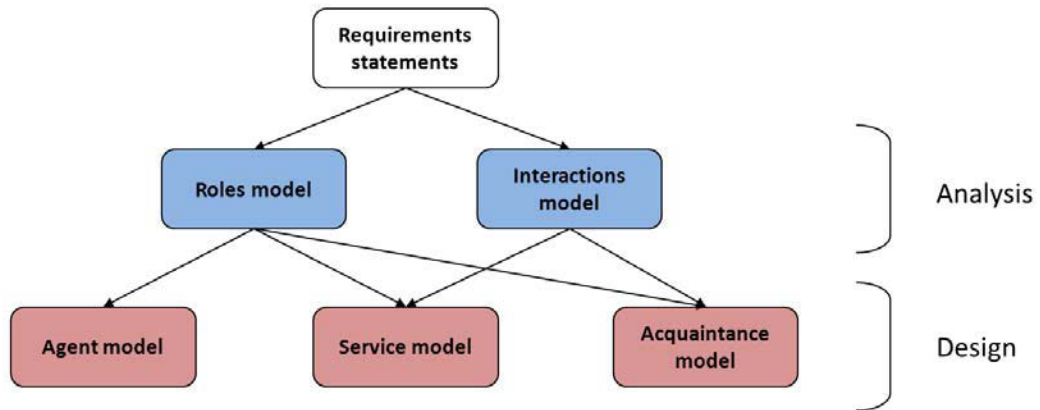 Requirements
statements
Roles model
Interactions
model
Analysis
Agent model
Service model
Acquaintance
model
Design